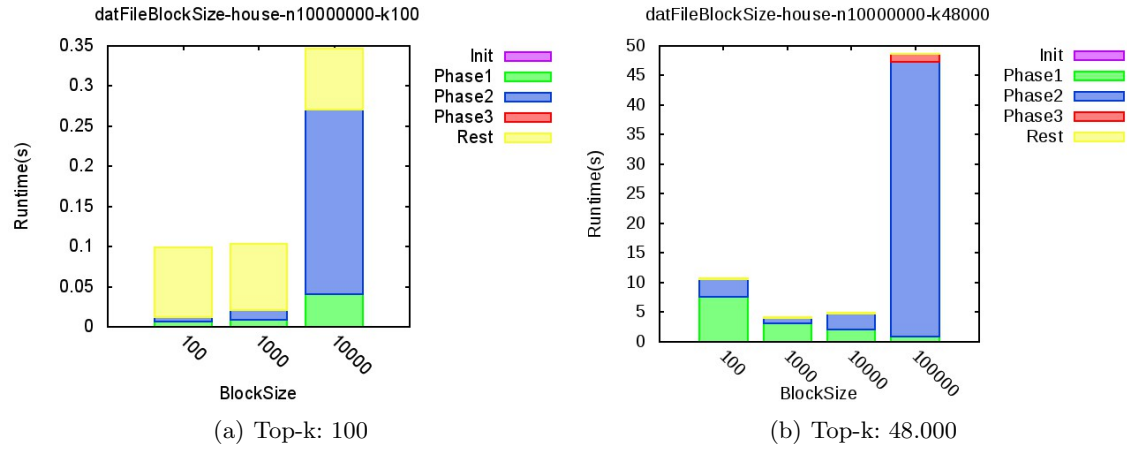 datFileBlockSize-house-n10000000-k100
0.35
0.3
0.25
0.2
0.15
0.1
0.05
0
Runtime(s)
100
1000
10000
BlockSize
Init
Phase1
Phase2
Phase3
Rest
(a) Top-k: 100
datFileBlockSize-house-n10000000-k48000
50
45
40
35
30
25
20
15
10
5
0
Runtime(s)
100
1000
10000
100000
BlockSize
Init
Phase1
Phase2
Phase3
Rest
(b) Top-k: 48.000